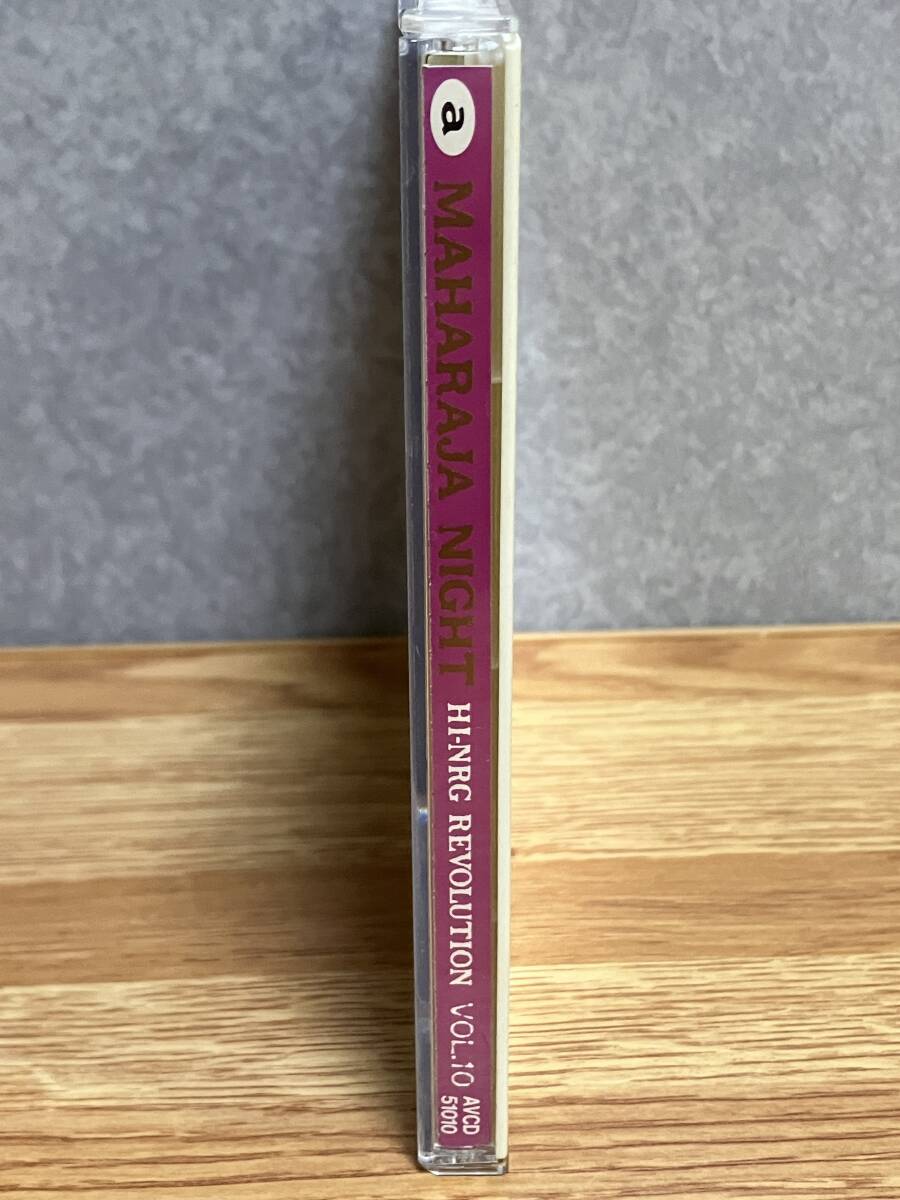 a
MAHARAJA NIGHT
HI-NRG REVOLUTION VOL.10
AVCD
51010